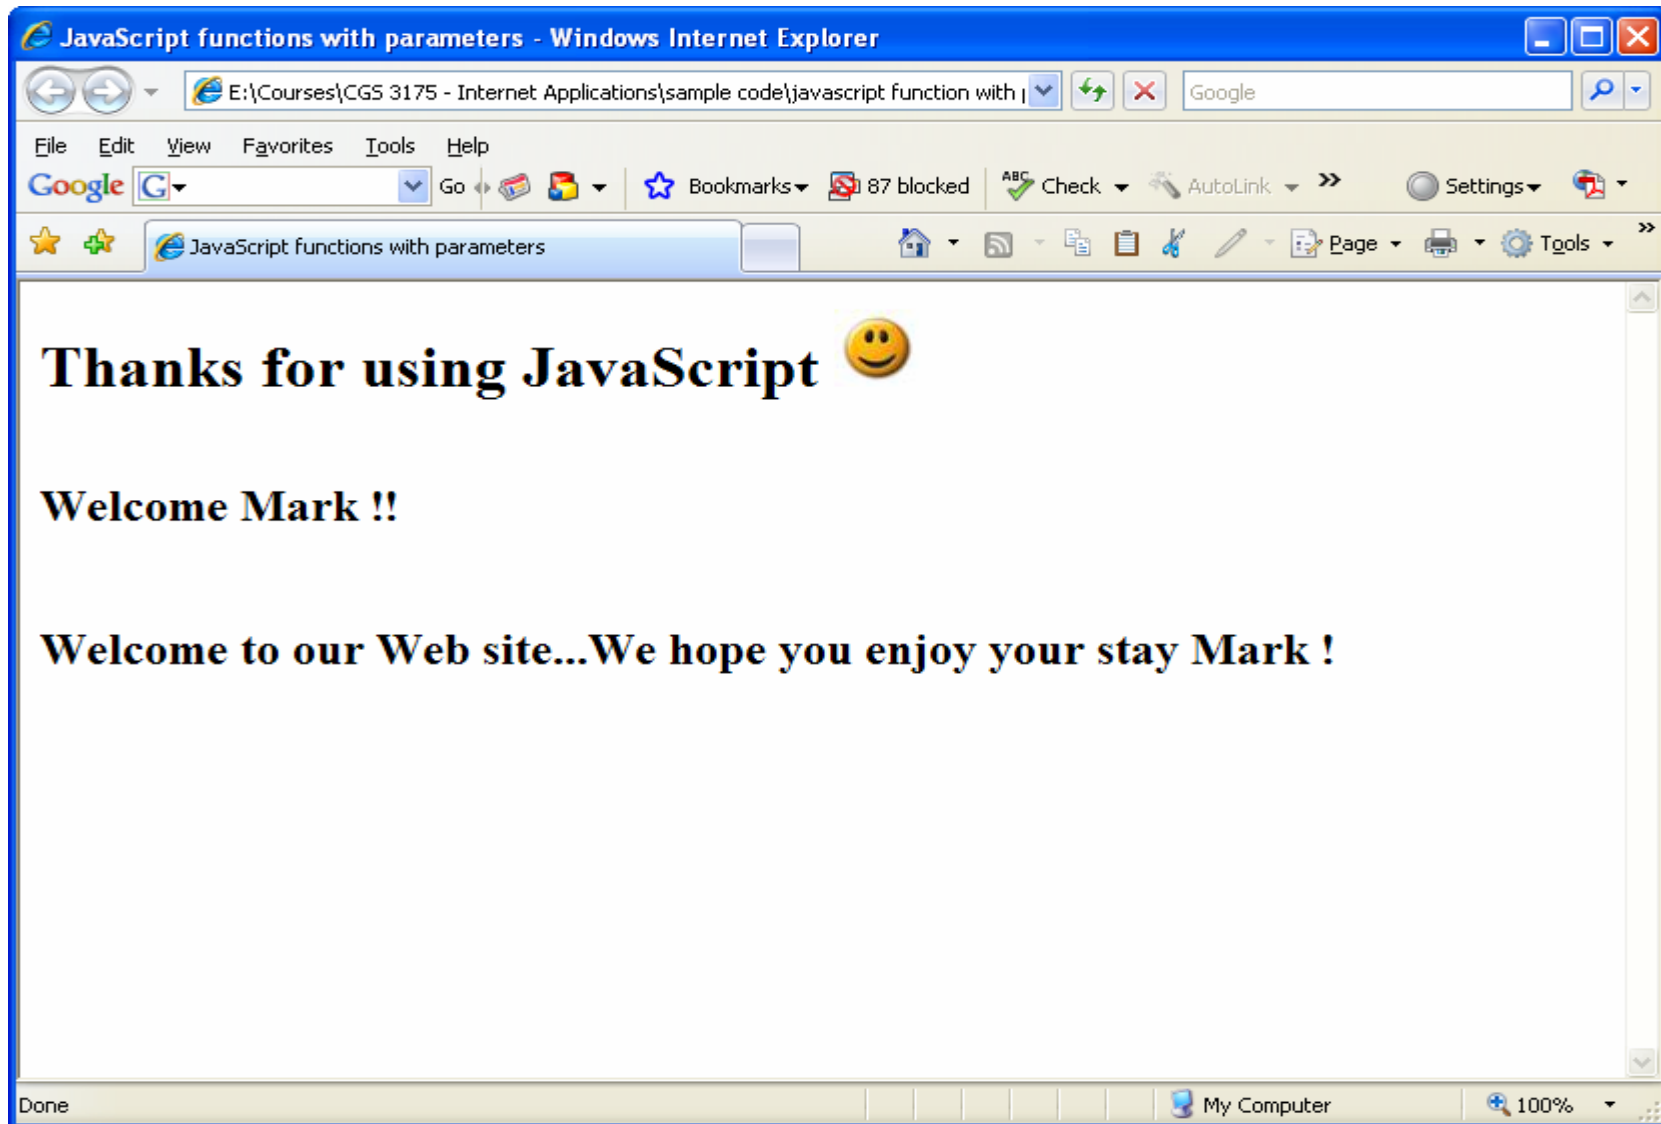 JavaScript functions with parameters - Windows Internet Explorer
E:\Courses\CGS 3175 - Internet Applications\sample code\javascript function with Google
File Edit View Favorites Tools Help
Google G Go Bookmarks 87 blocked ABC Check AutoLink >> Settings
JavaScript functions with parameters Page Tools >>
Thanks for using JavaScript
Welcome Mark !!
Welcome to our Web site...We hope you enjoy your stay Mark !
Done My Computer 100%